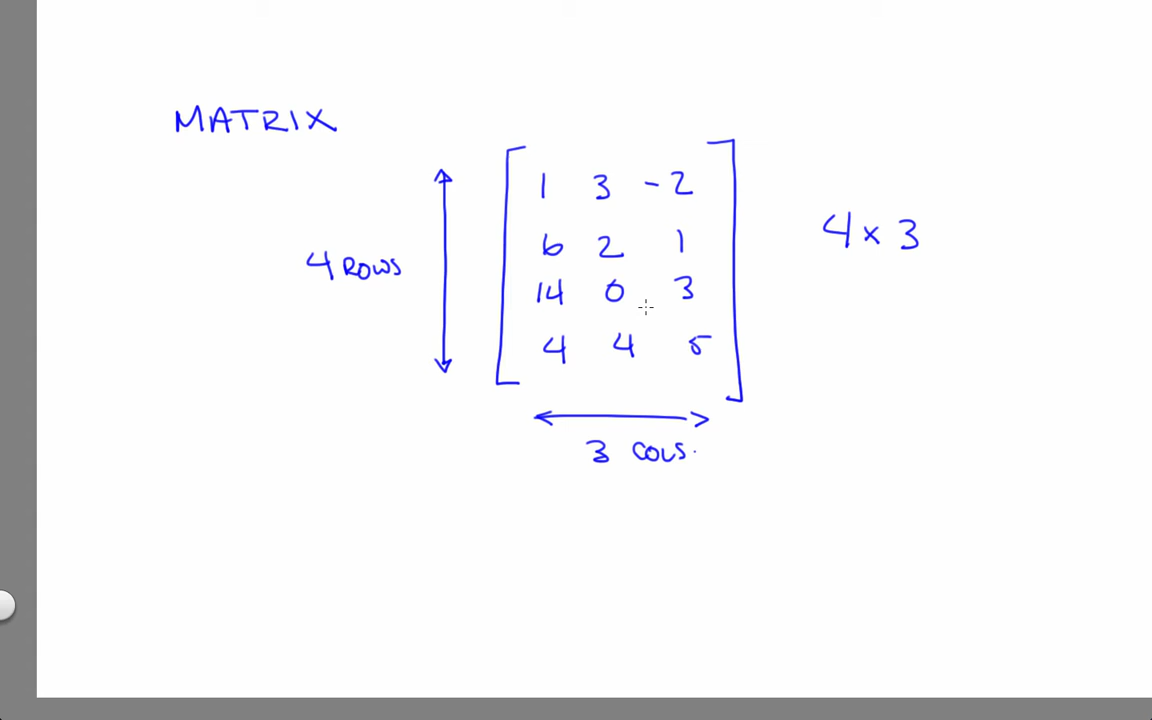 MATRIX
1 3 -2
6 2 1
4 x 3
4 ROWS
14 0 3
4 4 5
3 COLS.